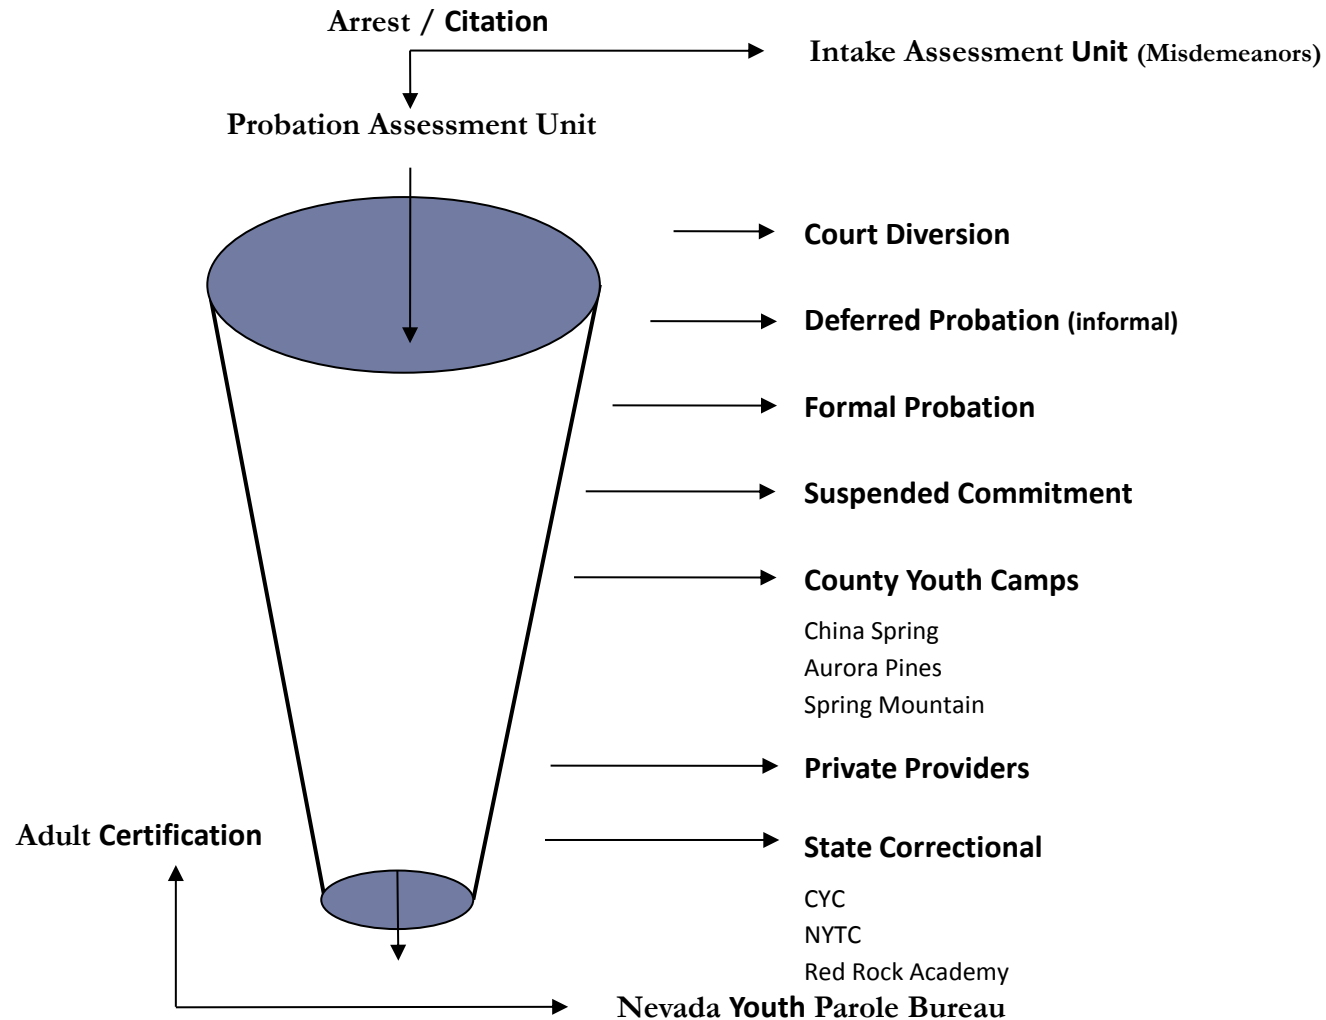 Arrest / Citation
Intake Assessment Unit (Misdemeanors)
Probation Assessment Unit
Court Diversion
Deferred Probation (informal)
Formal Probation
Suspended Commitment
County Youth Camps
China Spring
Aurora Pines
Spring Mountain
Private Providers
Adult Certification
State Correctional
CYC
NYTC
Red Rock Academy
Nevada Youth Parole Bureau